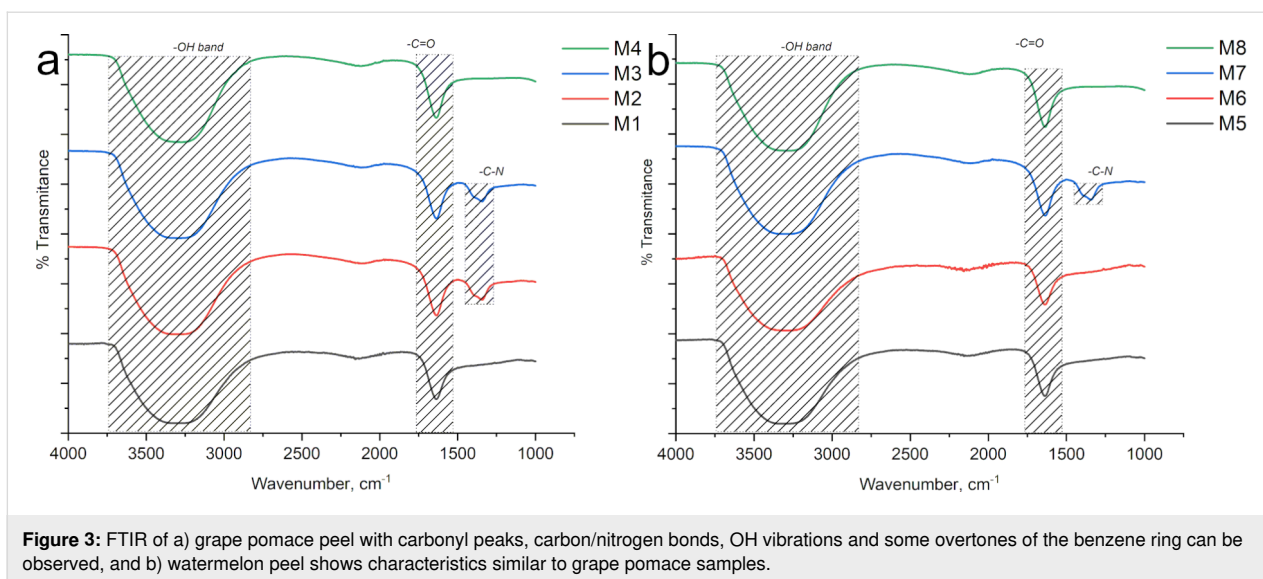 a
-OH band
-C=O
-C-N
M4
M3
M2
M1
% Transmitance
4000 3500 3000 2500 2000 1500 1000
Wavenumber, cm-1
b
-OH band
-C=O
-C-N
M8
M7
M6
M5
% Transmitance
4000 3500 3000 2500 2000 1500 1000
Wavenumber, cm-1
Figure 3: FTIR of a) grape pomace peel with carbonyl peaks, carbon/nitrogen bonds, OH vibrations and some overtones of the benzene ring can be
observed, and b) watermelon peel shows characteristics similar to grape pomace samples.